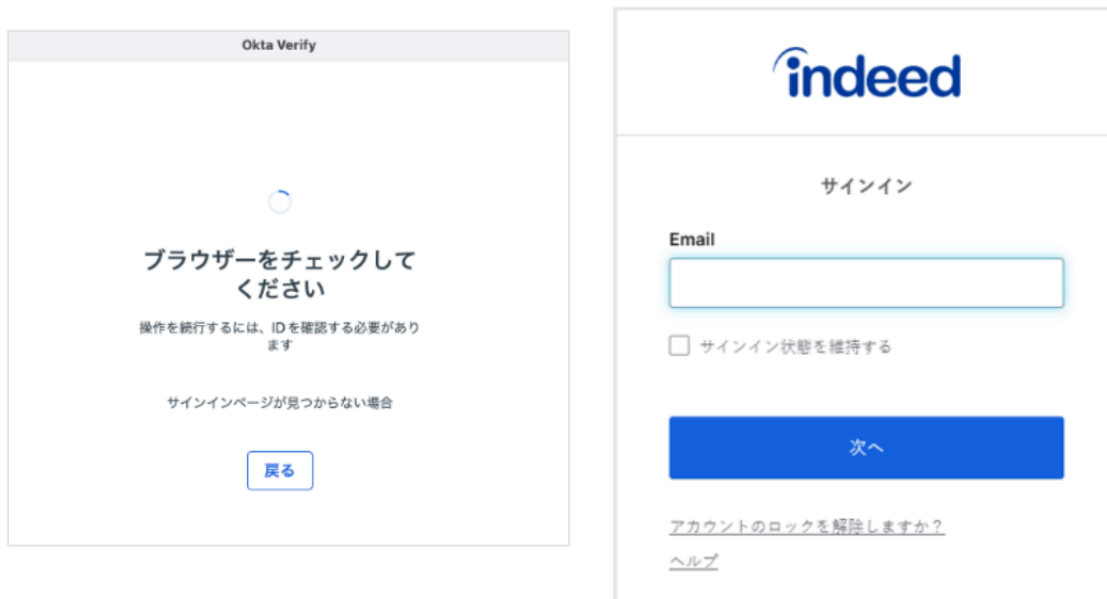 Okta Verify
ブラウザーをチェックして
ください
操作を続行するには、IDを確認する必要があり
ます
サインインページが見つからない場合
戻る
indeed
サインイン
Email
サインイン状態を維持する
次へ
アカウントのロックを解除しますか？
ヘルプ